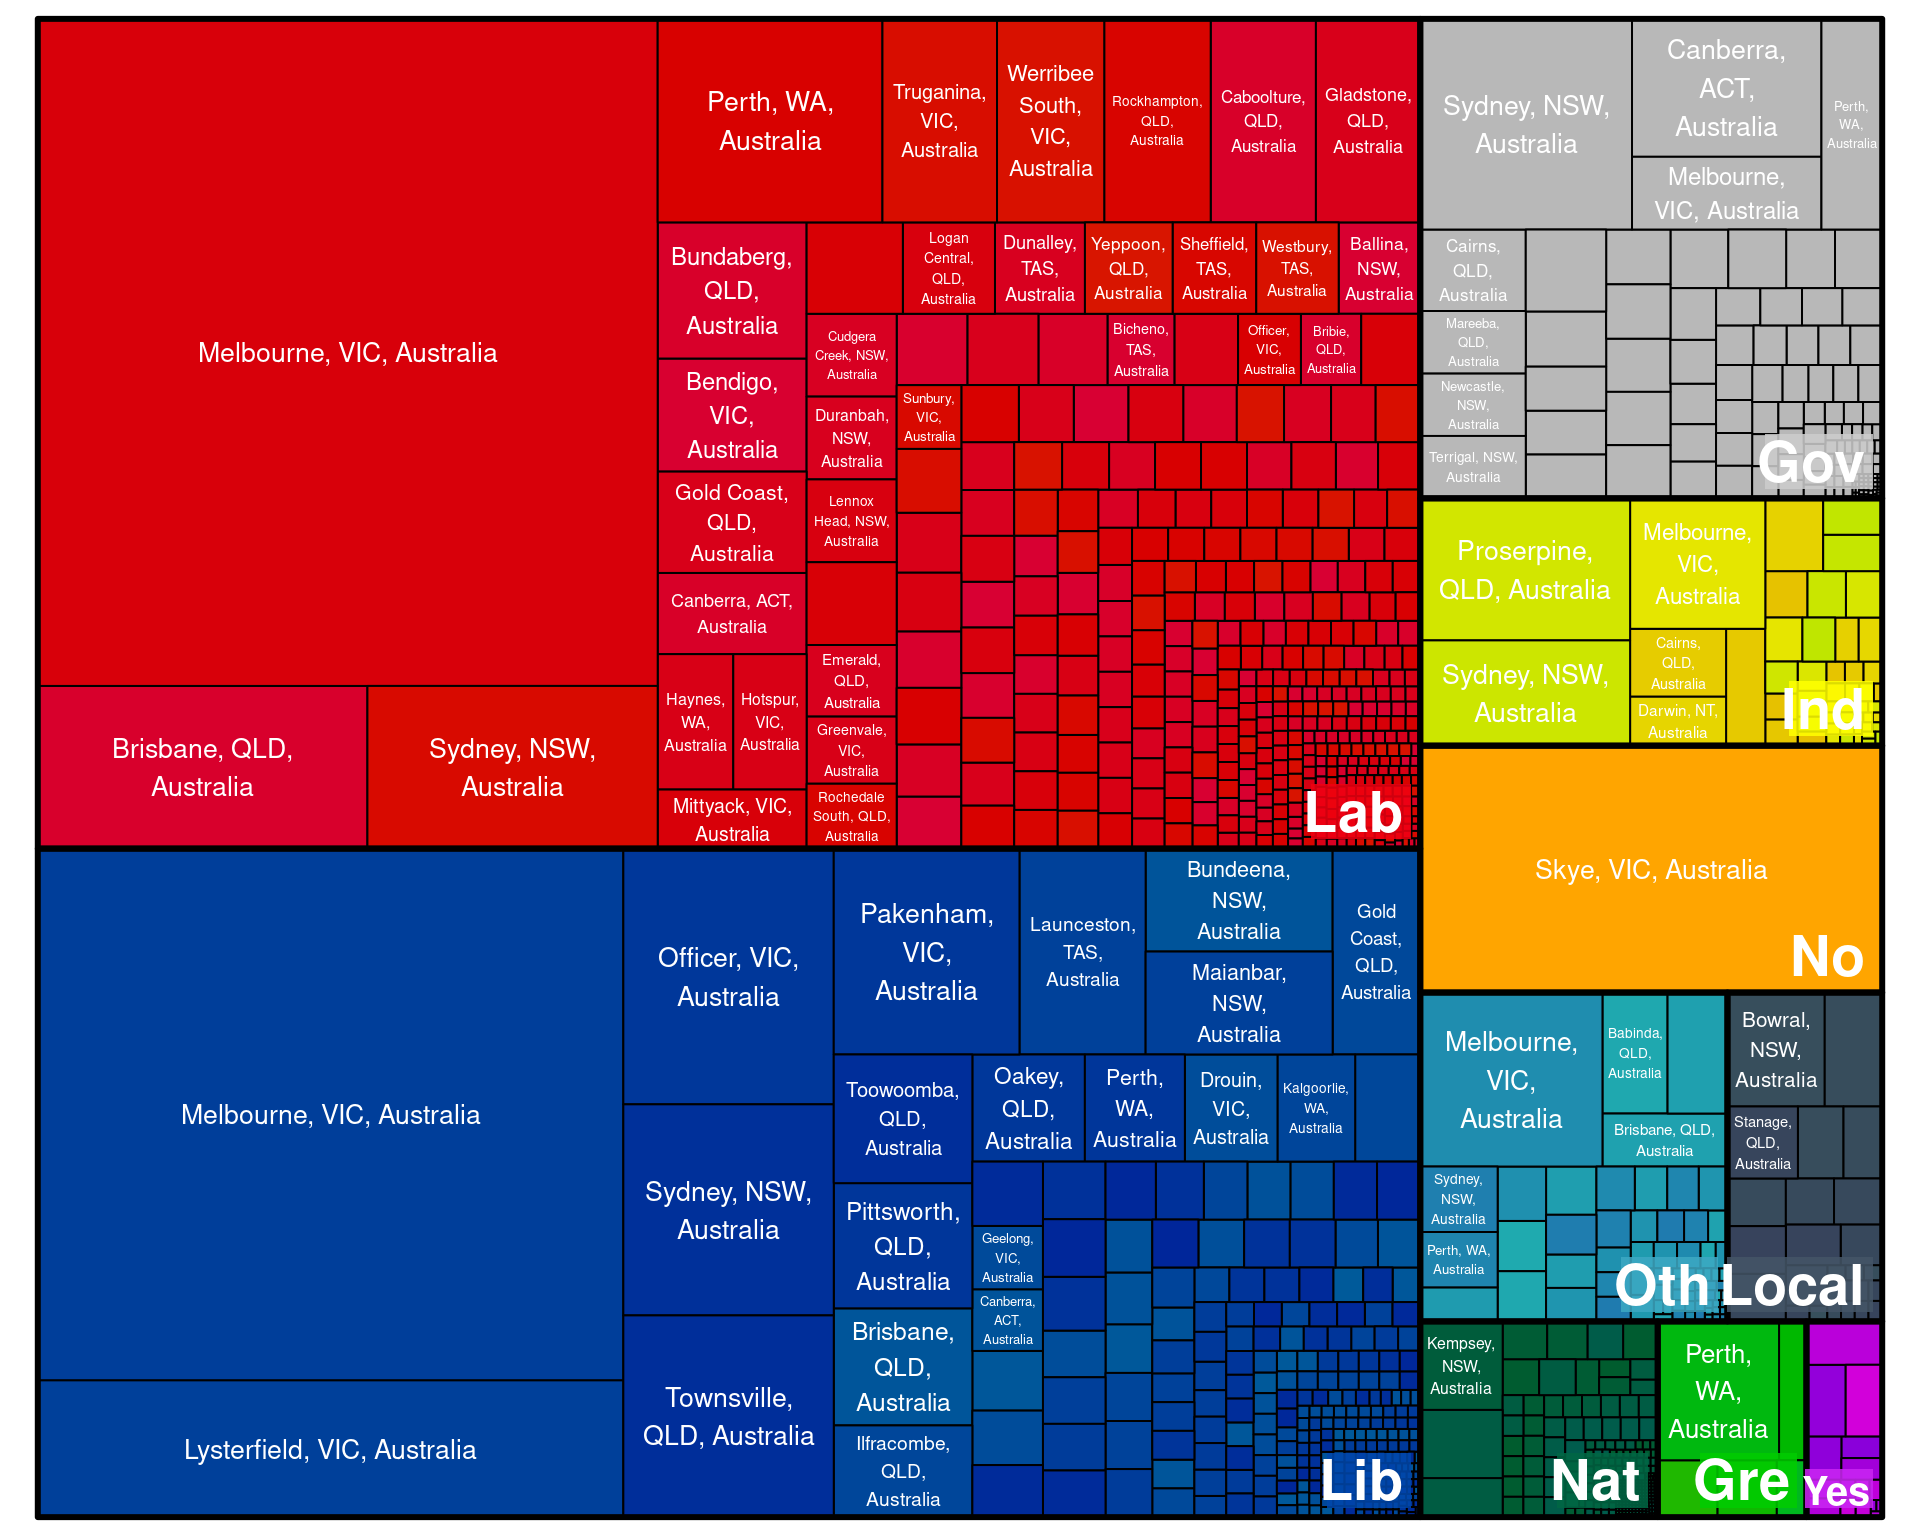 Melbourne, VIC, Australia
Brisbane, QLD,
Australia
Sydney, NSW,
Australia
Perth, WA,
Australia
Truganina,
VIC,
Australia
Werribee
South,
VIC,
Australia
Rockhampton,
QLD,
Australia
Caboolture,
QLD,
Australia
Gladstone,
QLD,
Australia
Bundaberg,
QLD,
Australia
Bendigo,
VIC,
Australia
Gold Coast,
QLD,
Australia
Canberra, ACT,
Australia
Haynes,
WA,
Australia
Hotspur,
VIC,
Australia
Mittyack, VIC,
Australia
Logan
Central,
QLD,
Australia
Dunalley,
TAS,
Australia
Yeppoon,
QLD,
Australia
Sheffield,
TAS,
Australia
Westbury,
TAS,
Australia
Ballina,
NSW,
Australia
Cudgera
Creek, NSW,
Australia
Duranbah,
NSW,
Australia
Lennox
Head, NSW,
Australia
Emerald,
QLD,
Australia
Greenvale,
VIC,
Australia
Rochedale
South, QLD,
Australia
Bicheno,
TAS,
Australia
Officer,
VIC,
Australia
Bribie,
QLD,
Australia
Sunbury,
VIC,
Australia
Lab
Melbourne, VIC, Australia
Lysterfield, VIC, Australia
Officer, VIC,
Australia
Sydney, NSW,
Australia
Townsville,
QLD, Australia
Pakenham,
VIC,
Australia
Launceston,
TAS,
Australia
Bundeena,
NSW,
Australia
Maianbar,
NSW,
Australia
Gold
Coast,
QLD,
Australia
Toowoomba,
QLD,
Australia
Pittsworth,
QLD,
Australia
Brisbane,
QLD,
Australia
Ilfracombe,
QLD,
Australia
Oakey,
QLD,
Australia
Perth,
WA,
Australia
Drouin,
VIC,
Australia
Kalgoorlie,
WA,
Australia
Geelong,
VIC,
Australia
Canberra,
ACT,
Australia
Lib
Sydney, NSW,
Australia
Canberra,
ACT,
Australia
Melbourne,
VIC, Australia
Perth,
WA,
Australia
Cairns,
QLD,
Australia
Mareeba,
QLD,
Australia
Newcastle,
NSW,
Australia
Terrigal, NSW,
Australia
Gov
Proserpine,
QLD, Australia
Sydney, NSW,
Australia
Melbourne,
VIC,
Australia
Cairns,
QLD,
Australia
Darwin, NT,
Australia
Ind
Skye, VIC, Australia
No
Melbourne,
VIC,
Australia
Babinda,
QLD,
Australia
Brisbane, QLD,
Australia
Sydney,
NSW,
Australia
Perth, WA,
Australia
Oth
Bowral,
NSW,
Australia
Stanage,
QLD,
Australia
Local
Kempsey,
NSW,
Australia
Nat
Perth,
WA,
Australia
Gre
Yes